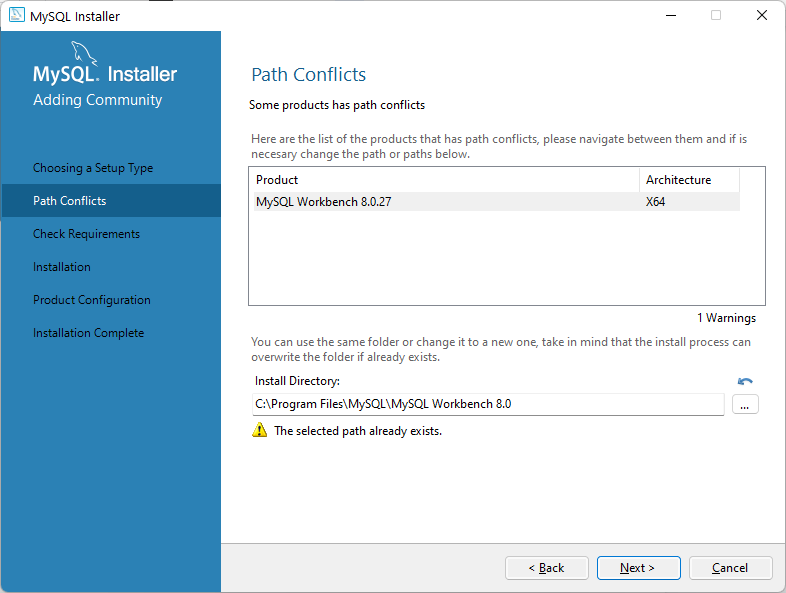 MySQL Installer
MySQL. Installer
Adding Community
Choosing a Setup Type
Path Conflicts
Check Requirements
Installation
Product Configuration
Installation Complete
Path Conflicts
Some products has path conflicts
Here are the list of the products that has path conflicts, please navigate between them and if is
necesary change the path or paths below.
Product Architecture
MySQL Workbench 8.0.27 X64
1 Warnings
You can use the same folder or change it to a new one, take in mind that the install process can
overwrite the folder if already exists.
Install Directory:
C:\Program Files\MySQL\MySQL Workbench 8.0
...
The selected path already exists.
< Back Next > Cancel